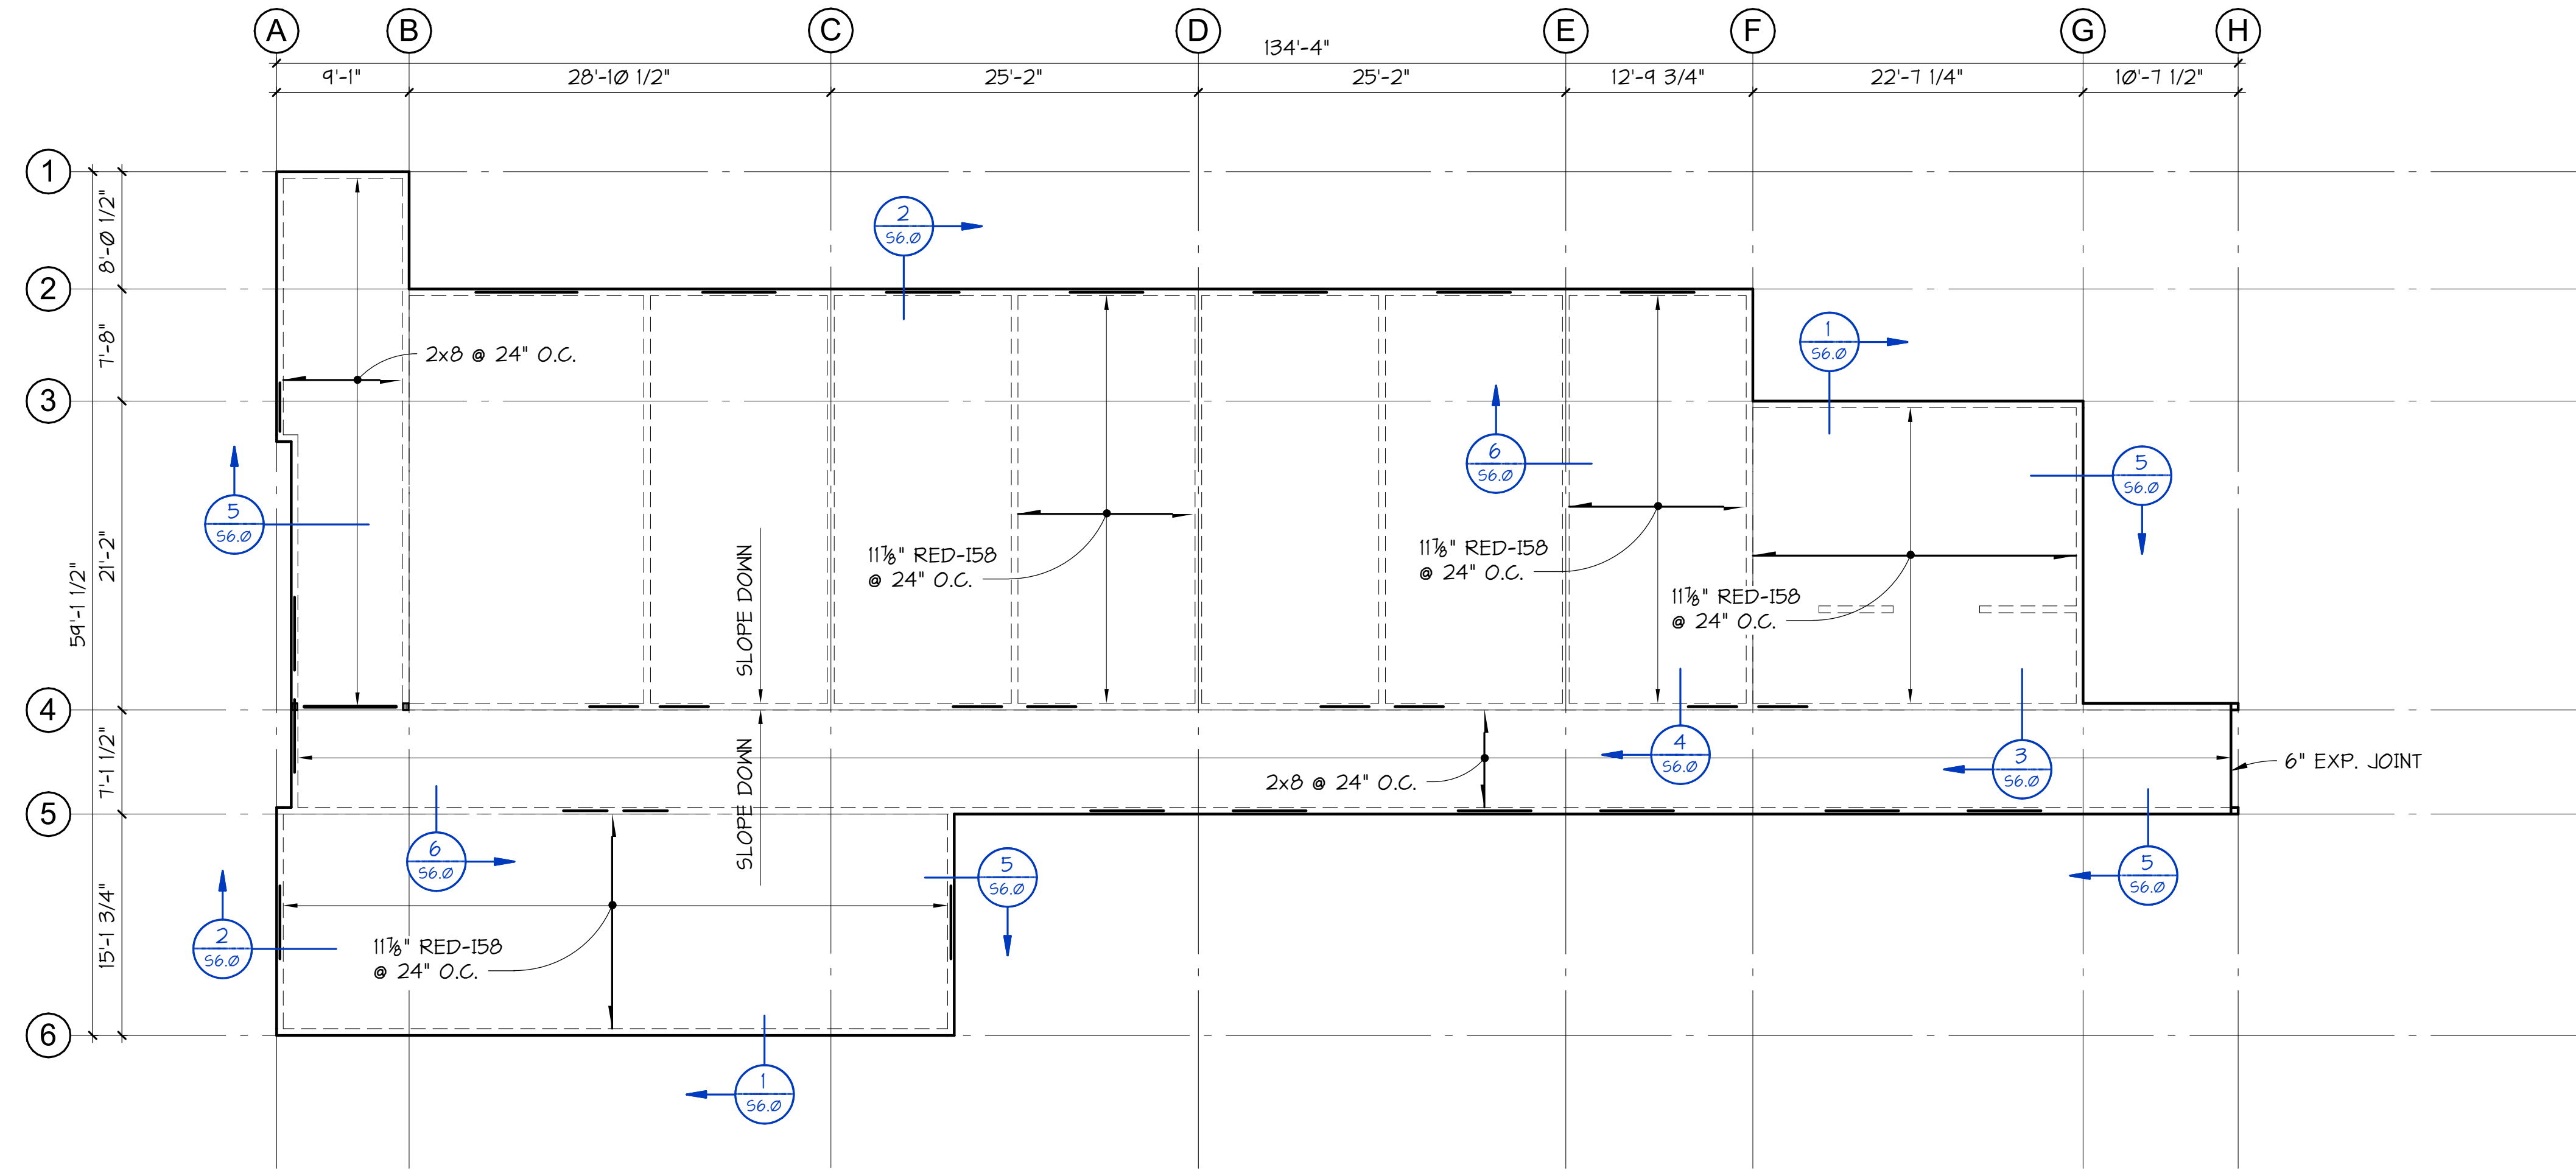 A B C D E F G H
134'-4"
9'-1" 28'-10 1/2" 25'-2" 25'-2" 12'-9 3/4" 22'-7 1/4" 10'-7 1/2"
1
8'-0 1/2"
2
S6.0
2
1
S6.0
7'-8"
2x8 @ 24" O.C.
3
6
S6.0
5
S6.0
5
S6.0
21'-2"
59'-1 1/2"
SLOPE DOWN
11⅞" RED-I58
@ 24" O.C.
11⅞" RED-I58
@ 24" O.C.
11⅞" RED-I58
@ 24" O.C.
4
7'-1 1/2"
SLOPE DOWN
4
S6.0
3
S6.0
6" EXP. JOINT
2x8 @ 24" O.C.
5
6
S6.0
5
S6.0
5
S6.0
15'-1 3/4"
2
S6.0
11⅞" RED-I58
@ 24" O.C.
6
1
S6.0